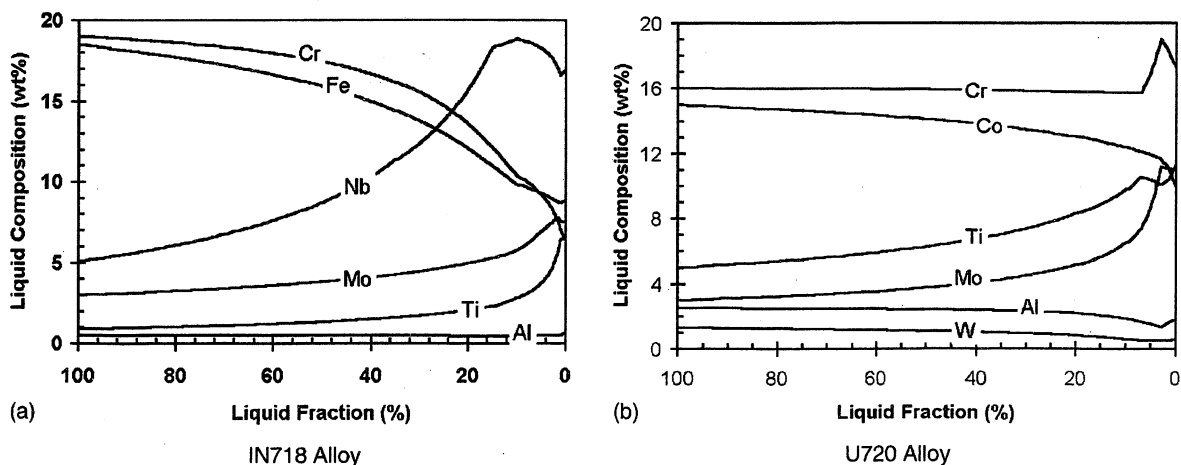 20
15
10
5
0
Liquid Composition (wt%)
Cr
Fe
Nb
Mo
Ti
Al
100 80 60 40 20 0
Liquid Fraction (%)
(a)
IN718 Alloy
20
16
12
8
4
0
Liquid Composition (wt%)
Cr
Co
Ti
Mo
Al
W
100 80 60 40 20 0
Liquid Fraction (%)
(b)
U720 Alloy